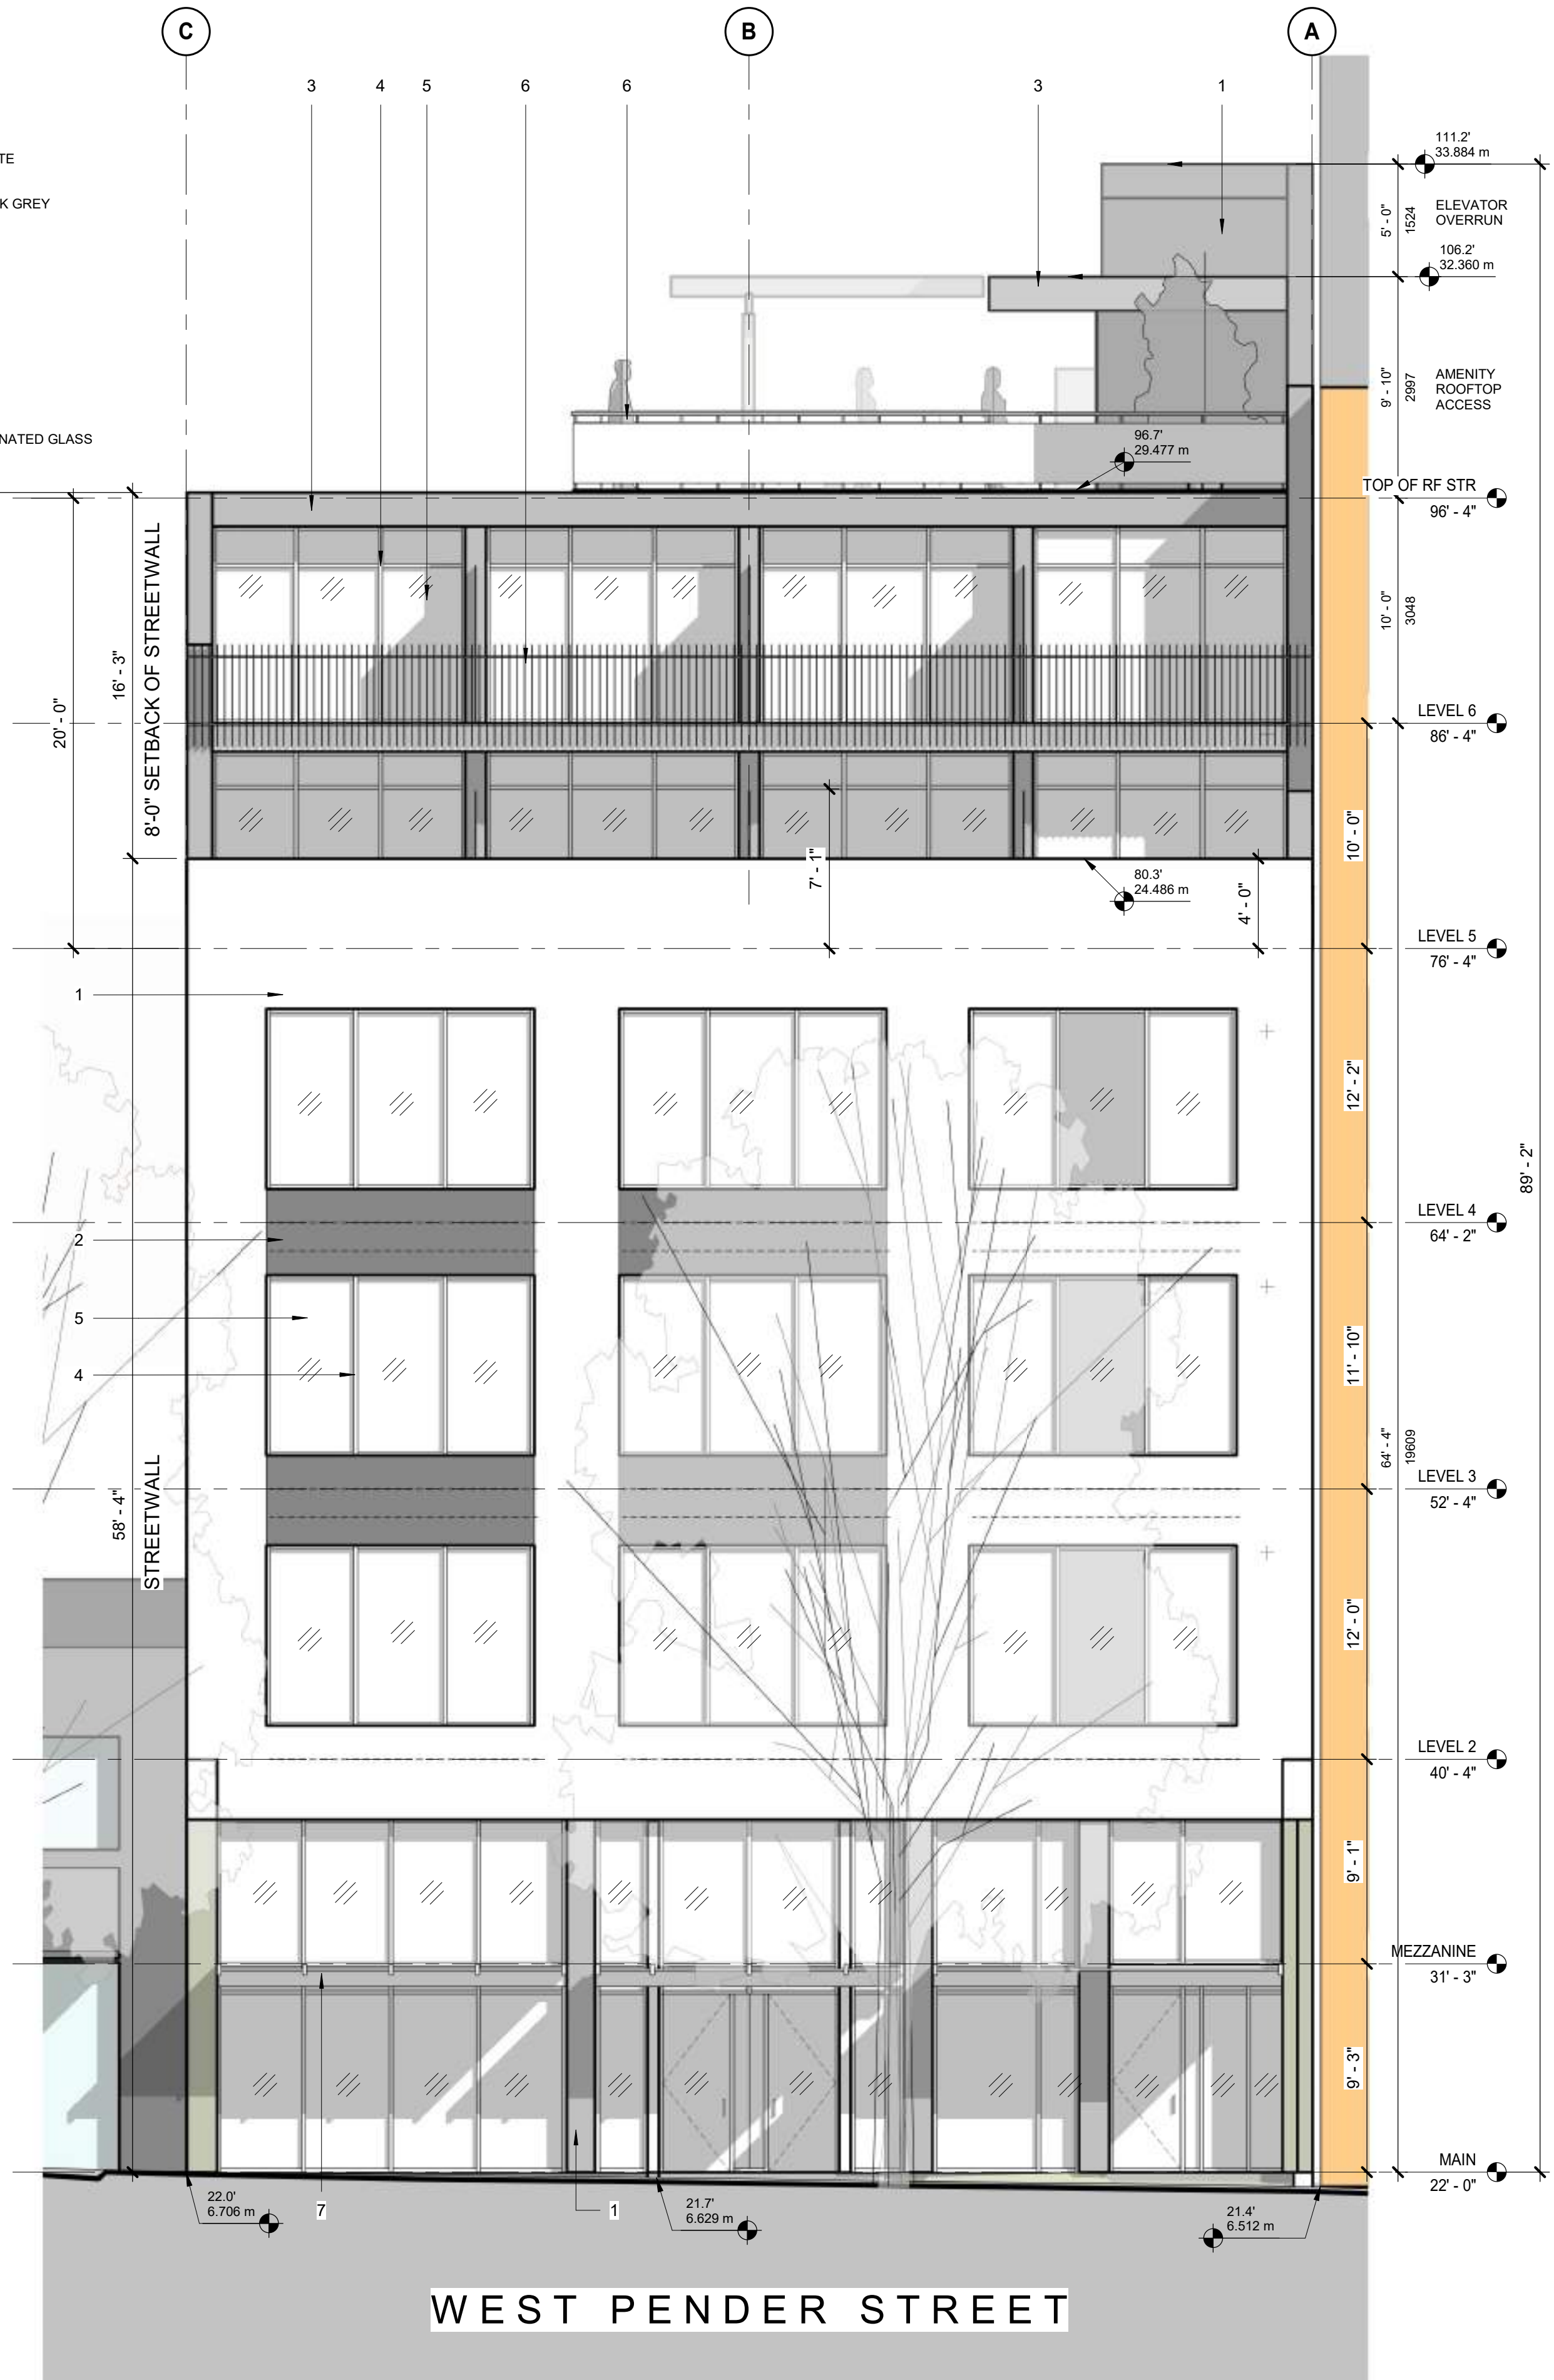 C
B
A
3
4
5
6
6
3
1
TE
K GREY
NATED GLASS
111.2'
33.884 m
5' - 0"
1524
ELEVATOR
OVERRUN
106.2'
32.360 m
9' - 10"
2997
AMENITY
ROOFTOP
ACCESS
96.7'
29.477 m
TOP OF RF STR
96' - 4"
20' - 0"
16' - 3"
8'-0" SETBACK OF STREETWALL
10' - 0"
3048
LEVEL 6
86' - 4"
7' - 1"
80.3'
24.486 m
4' - 0"
10' - 0"
LEVEL 5
76' - 4"
1
12' - 2"
89' - 2"
LEVEL 4
64' - 2"
2
5
4
11' - 10"
64' - 4"
19609
LEVEL 3
52' - 4"
58' - 4"
STREETWALL
12' - 0"
LEVEL 2
40' - 4"
9' - 1"
MEZZANINE
31' - 3"
9' - 3"
MAIN
22' - 0"
22.0'
6.706 m
7
1
21.7'
6.629 m
21.4'
6.512 m
WEST PENDER STREET